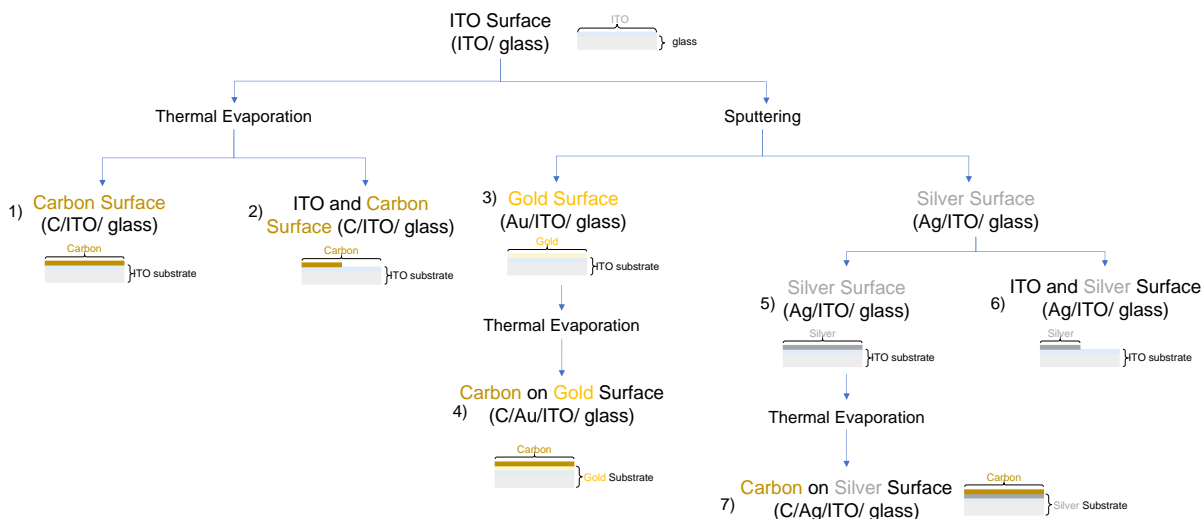 ITO Surface
(ITO/ glass)
ITO
glass
Thermal Evaporation
Sputtering
1)
Carbon Surface
(C/ITO/ glass)
Carbon
ITO substrate
2)
ITO and Carbon
Surface (C/ITO/ glass)
Carbon
ITO substrate
3)
Gold Surface
(Au/ITO/ glass)
Gold
ITO substrate
Silver Surface
(Ag/ITO/ glass)
Thermal Evaporation
4)
Carbon on Gold Surface
(C/Au/ITO/ glass)
Carbon
Gold Substrate
5)
Silver Surface
(Ag/ITO/ glass)
Silver
ITO substrate
6)
ITO and Silver Surface
(Ag/ITO/ glass)
Silver
ITO substrate
Thermal Evaporation
7)
Carbon on Silver Surface
(C/Ag/ITO/ glass)
Carbon
Silver Substrate